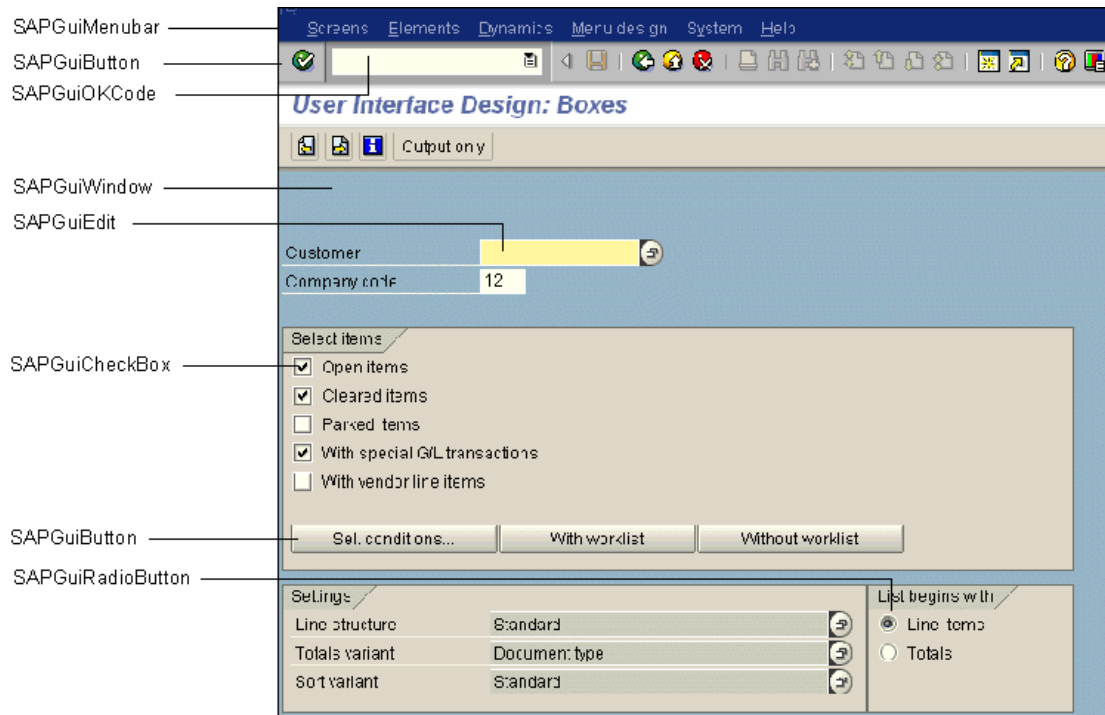 SAPGuiMenubar
Screens Elements Dynamics Menu design System Help
SAPGuiButton
SAPGuiOKCode
User Interface Design: Boxes
Output only
SAPGuiWindow
SAPGuiEdit
Customer
Company code 12
Select items
SAPGuiCheckBox
Open items
Cleared items
Parked items
With special G/L transactions
With vendor line items
SAPGuiButton
Sel. conditions... With worklist Without worklist
SAPGuiRadioButton
Settings List begins with
Line structure Standard Line items
Totals variant Document type Totals
Sort variant Standard